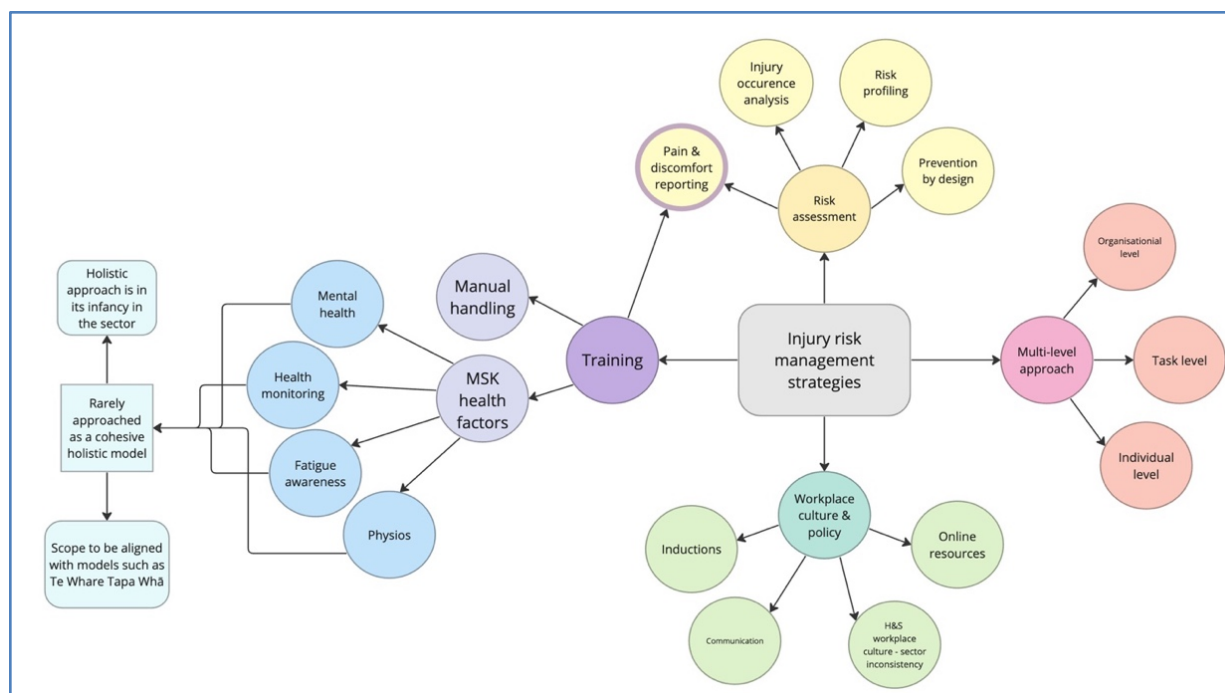 Injury
occurence
analysis
Risk
profiling
Pain &
discomfort
reporting
Prevention
by design
Risk
assessment
Organisationial
level
Holistic
approach is in
its infancy in
the sector
Mental
health
Manual
handling
Injury risk
management
strategies
Training
Multi-level
approach
Task level
Health
monitoring
MSK
health
factors
Rarely
approached
as a cohesive
holistic model
Individual
level
Fatigue
awareness
Workplace
culture &
policy
Physios
Scope to be aligned
with models such as
Te Whare Tapa Whā
Inductions
Online
resources
Communication
H&S
workplace
culture - sector
inconsistency